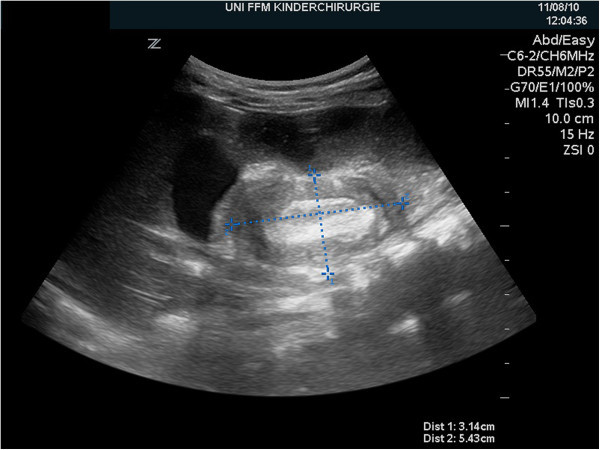 UNI FFM KINDERCHIRURGIE
11/08/10
12:04:36
Z
Abd/Easy
C6-2/CH6MHz
DR55/M2/P2
G70/E1/100%
MI1.4 TIs0.3
10.0 cm
15 Hz
ZSI 0
Dist 1: 3.14cm
Dist 2: 5.43cm